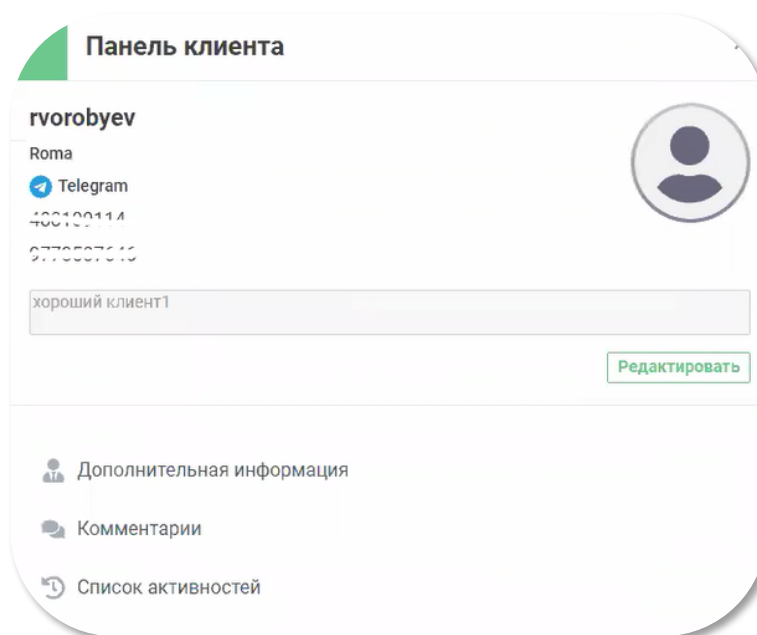 Панель клиента
rvorobyev
Roma
Telegram
хороший клиент1
Редактировать
Дополнительная информация
Комментарии
Список активностей